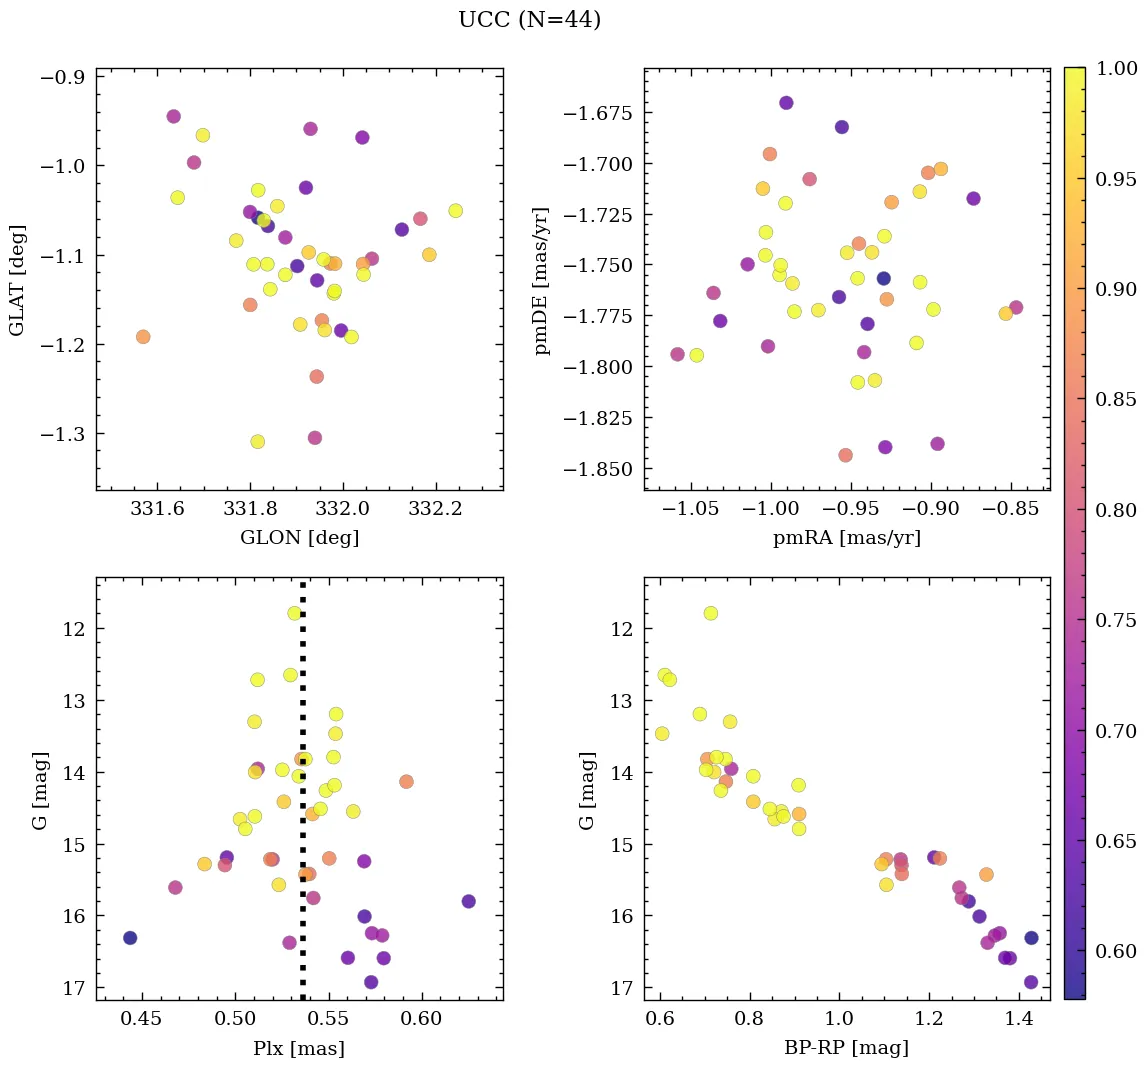 UCC (N=44)
−0.9
−1.0
−1.1
−1.2
−1.3
GLAT [deg]
331.6 331.8 332.0 332.2
GLON [deg]
−1.675
−1.700
−1.725
−1.750
−1.775
−1.800
−1.825
−1.850
pmDE [mas/yr]
−1.05 −1.00 −0.95 −0.90 −0.85
pmRA [mas/yr]
12
13
14
15
16
17
G [mag]
0.45 0.50 0.55 0.60
Plx [mas]
12
13
14
15
16
17
G [mag]
0.6 0.8 1.0 1.2 1.4
BP-RP [mag]
1.00
0.95
0.90
0.85
0.80
0.75
0.70
0.65
0.60